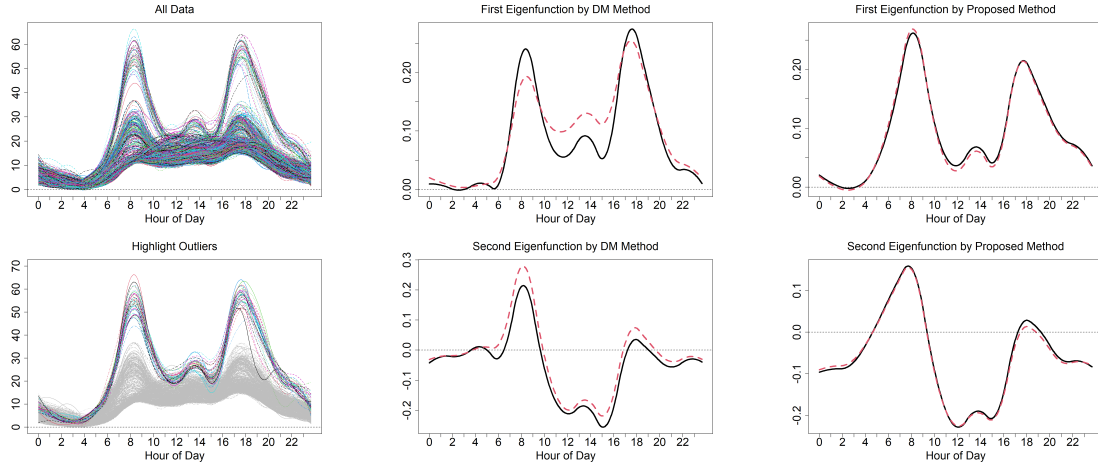 All Data
0 10 20 30 40 50 60
0 2 4 6 8 10 12 14 16 18 20 22
Hour of Day
First Eigenfunction by DM Method
0.00 0.10 0.20
0 2 4 6 8 10 12 14 16 18 20 22
Hour of Day
First Eigenfunction by Proposed Method
0.00 0.10 0.20
0 2 4 6 8 10 12 14 16 18 20 22
Hour of Day
Highlight Outliers
0 10 20 30 40 50 60 70
0 2 4 6 8 10 12 14 16 18 20 22
Hour of Day
Second Eigenfunction by DM Method
-0.2 -0.1 0.0 0.1 0.2 0.3
0 2 4 6 8 10 12 14 16 18 20 22
Hour of Day
Second Eigenfunction by Proposed Method
-0.2 -0.1 0.0 0.1
0 2 4 6 8 10 12 14 16 18 20 22
Hour of Day